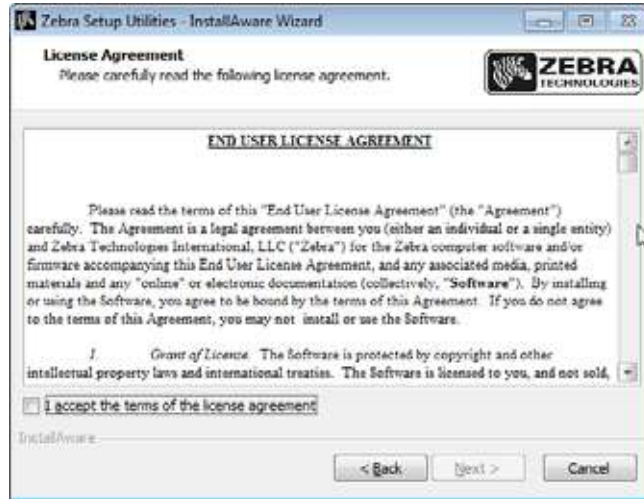 Zebra Setup Utilities - InstallAware Wizard
License Agreement
Please carefully read the following license agreement.
ZEBRA
TECHNOLOGIES
END USER LICENSE AGREEMENT
Please read the terms of this "End User License Agreement" (the "Agreement")
carefully. The Agreement is a legal agreement between you (either an individual or a single entity)
and Zebra Technologies International, LLC ("Zebra") for the Zebra computer software and/or
firmware accompanying this End User License Agreement, and any associated media, printed
materials and any "online" or electronic documentation (collectively, "Software"). By installing
or using the Software, you agree to be bound by the terms of this Agreement. If you do not agree
to the terms of this Agreement, you may not install or use the Software.
1. Grant of License. The Software is protected by copyright and other
intellectual property laws and international treaties. The Software is licensed to you, and not sold,
I accept the terms of the license agreement
InstallAware
< Back
Next >
Cancel